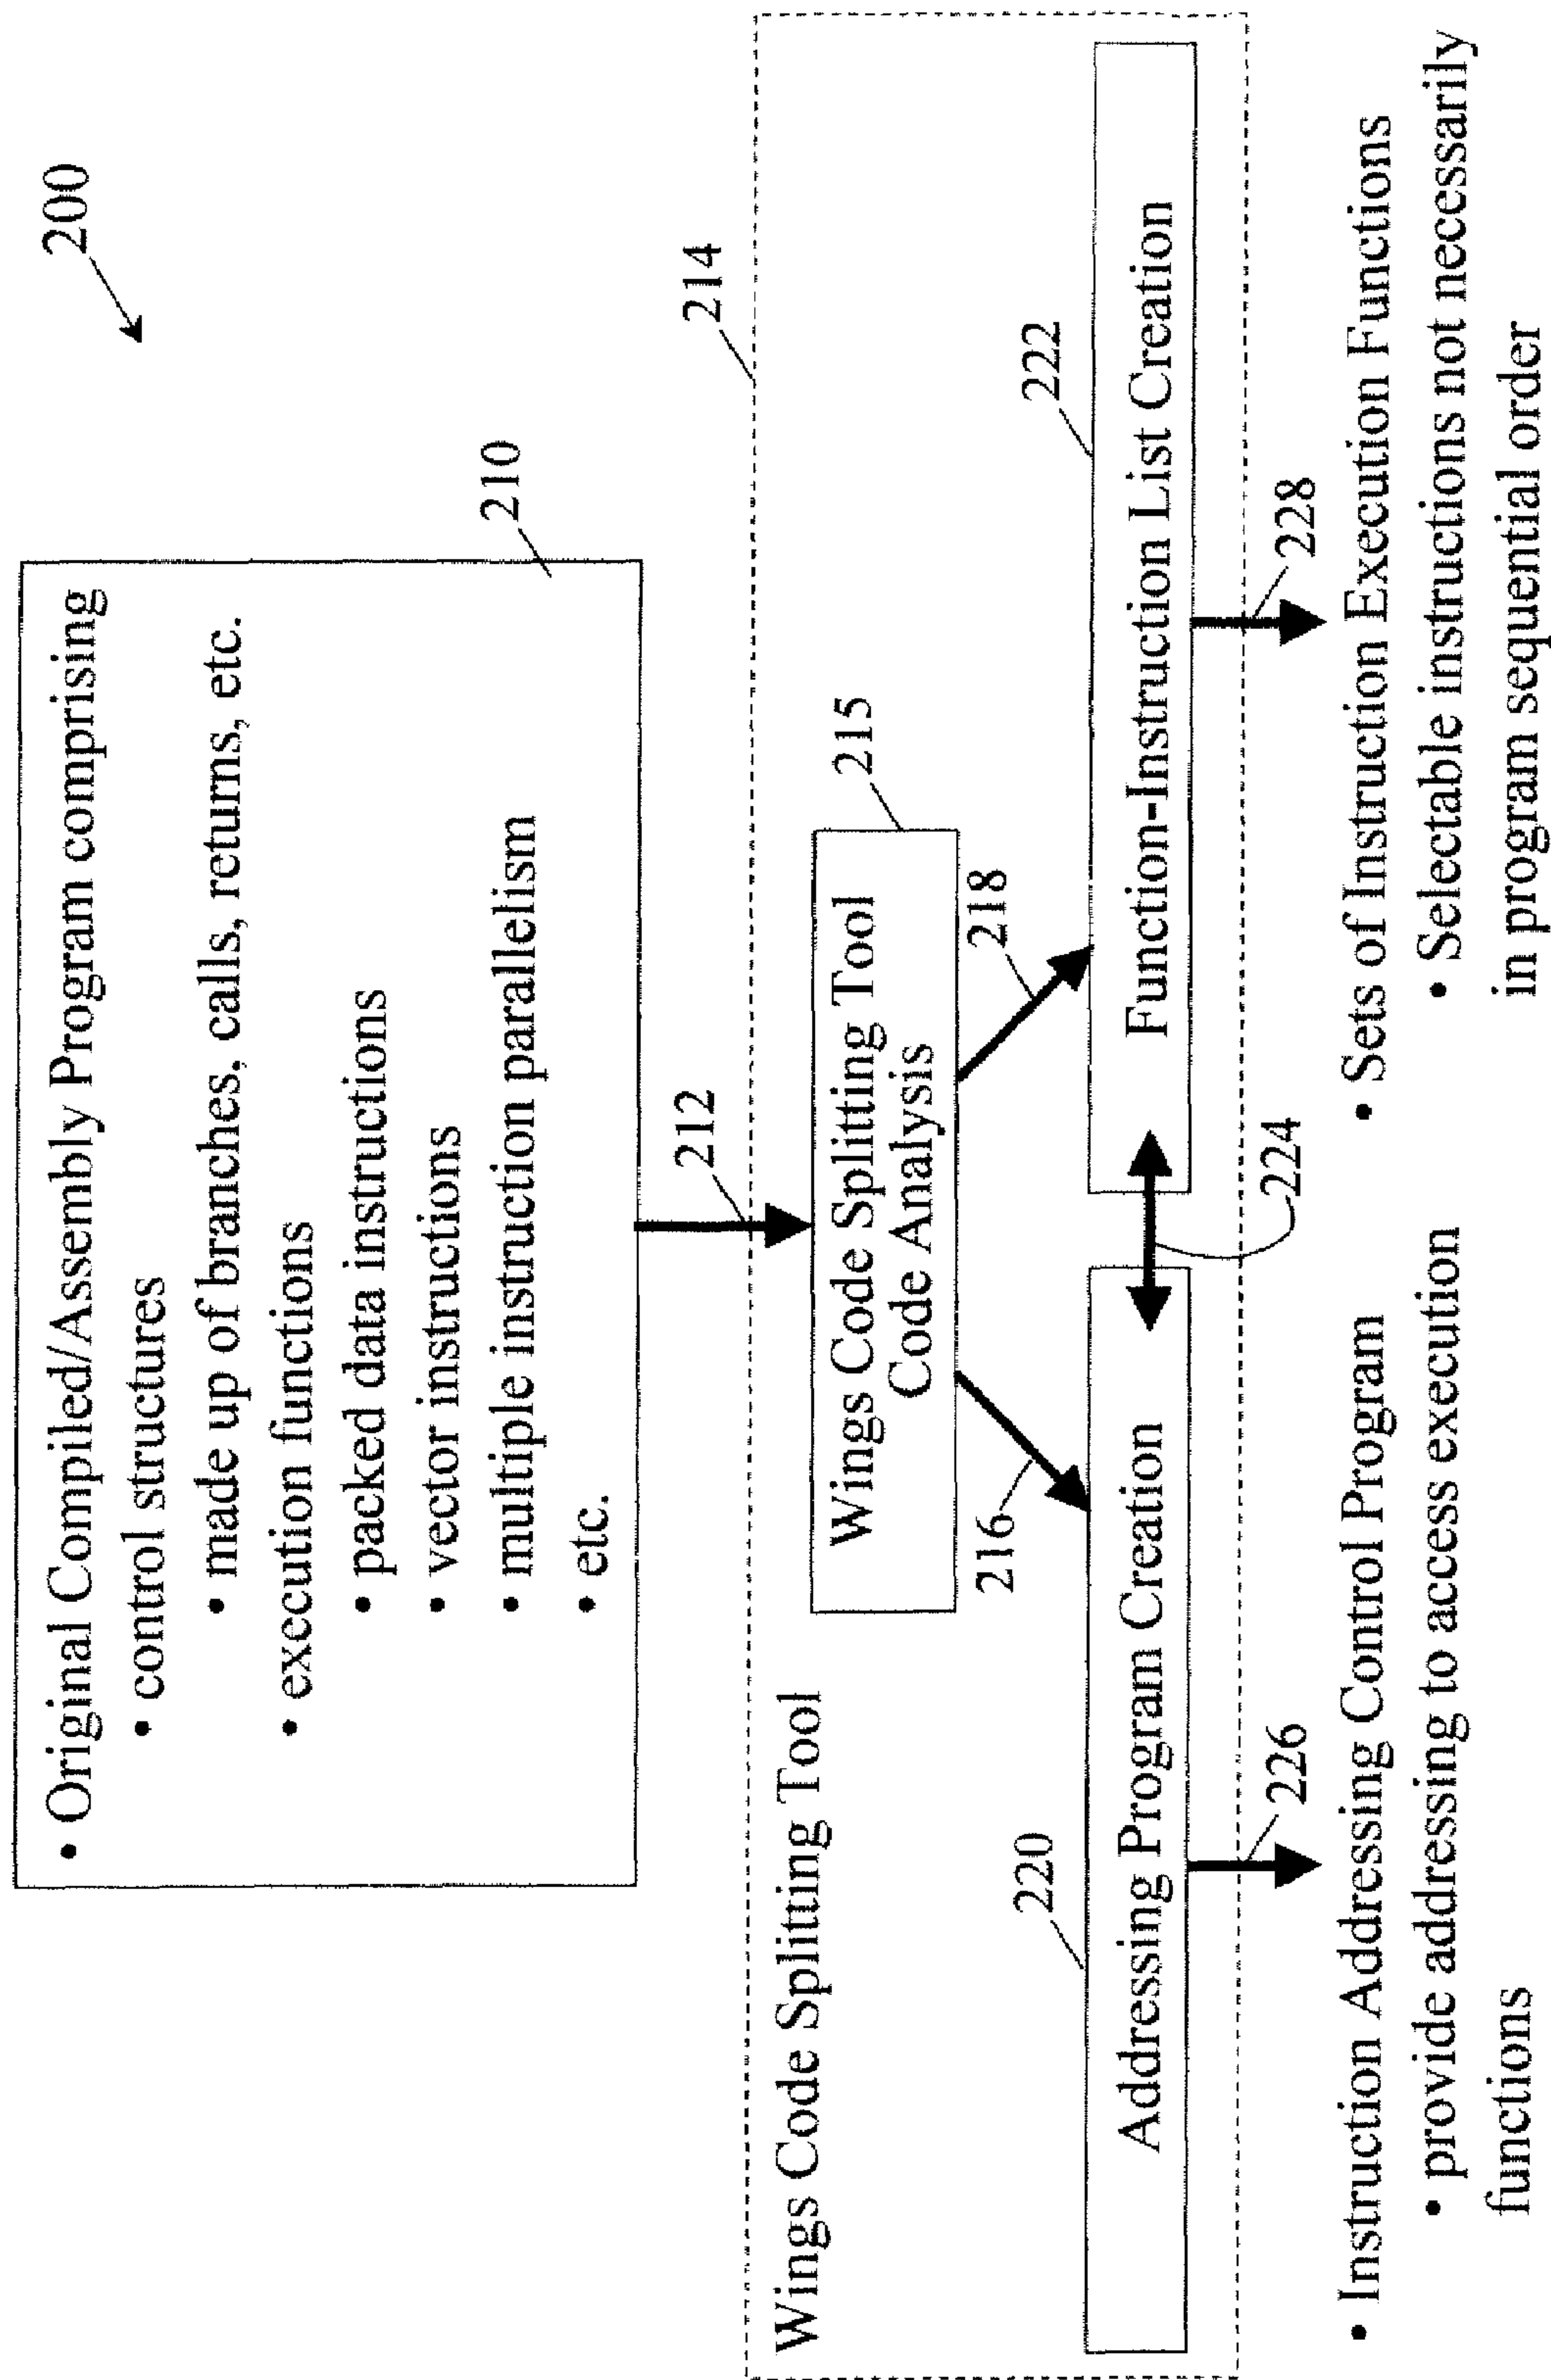 200
• Original Compiled/Assembly Program comprising
• control structures
• made up of branches, calls, returns, etc.
• execution functions
• packed data instructions
• vector instructions
• multiple instruction parallelism
• etc.
210
212
214
Wings Code Splitting Tool
Wings Code Splitting Tool
Code Analysis
215
216
218
220
Addressing Program Creation
222
Function-Instruction List Creation
224
226
228
• Instruction Addressing Control Program
• provide addressing to access execution
functions
• Sets of Instruction Execution Functions
• Selectable instructions not necessarily
in program sequential order